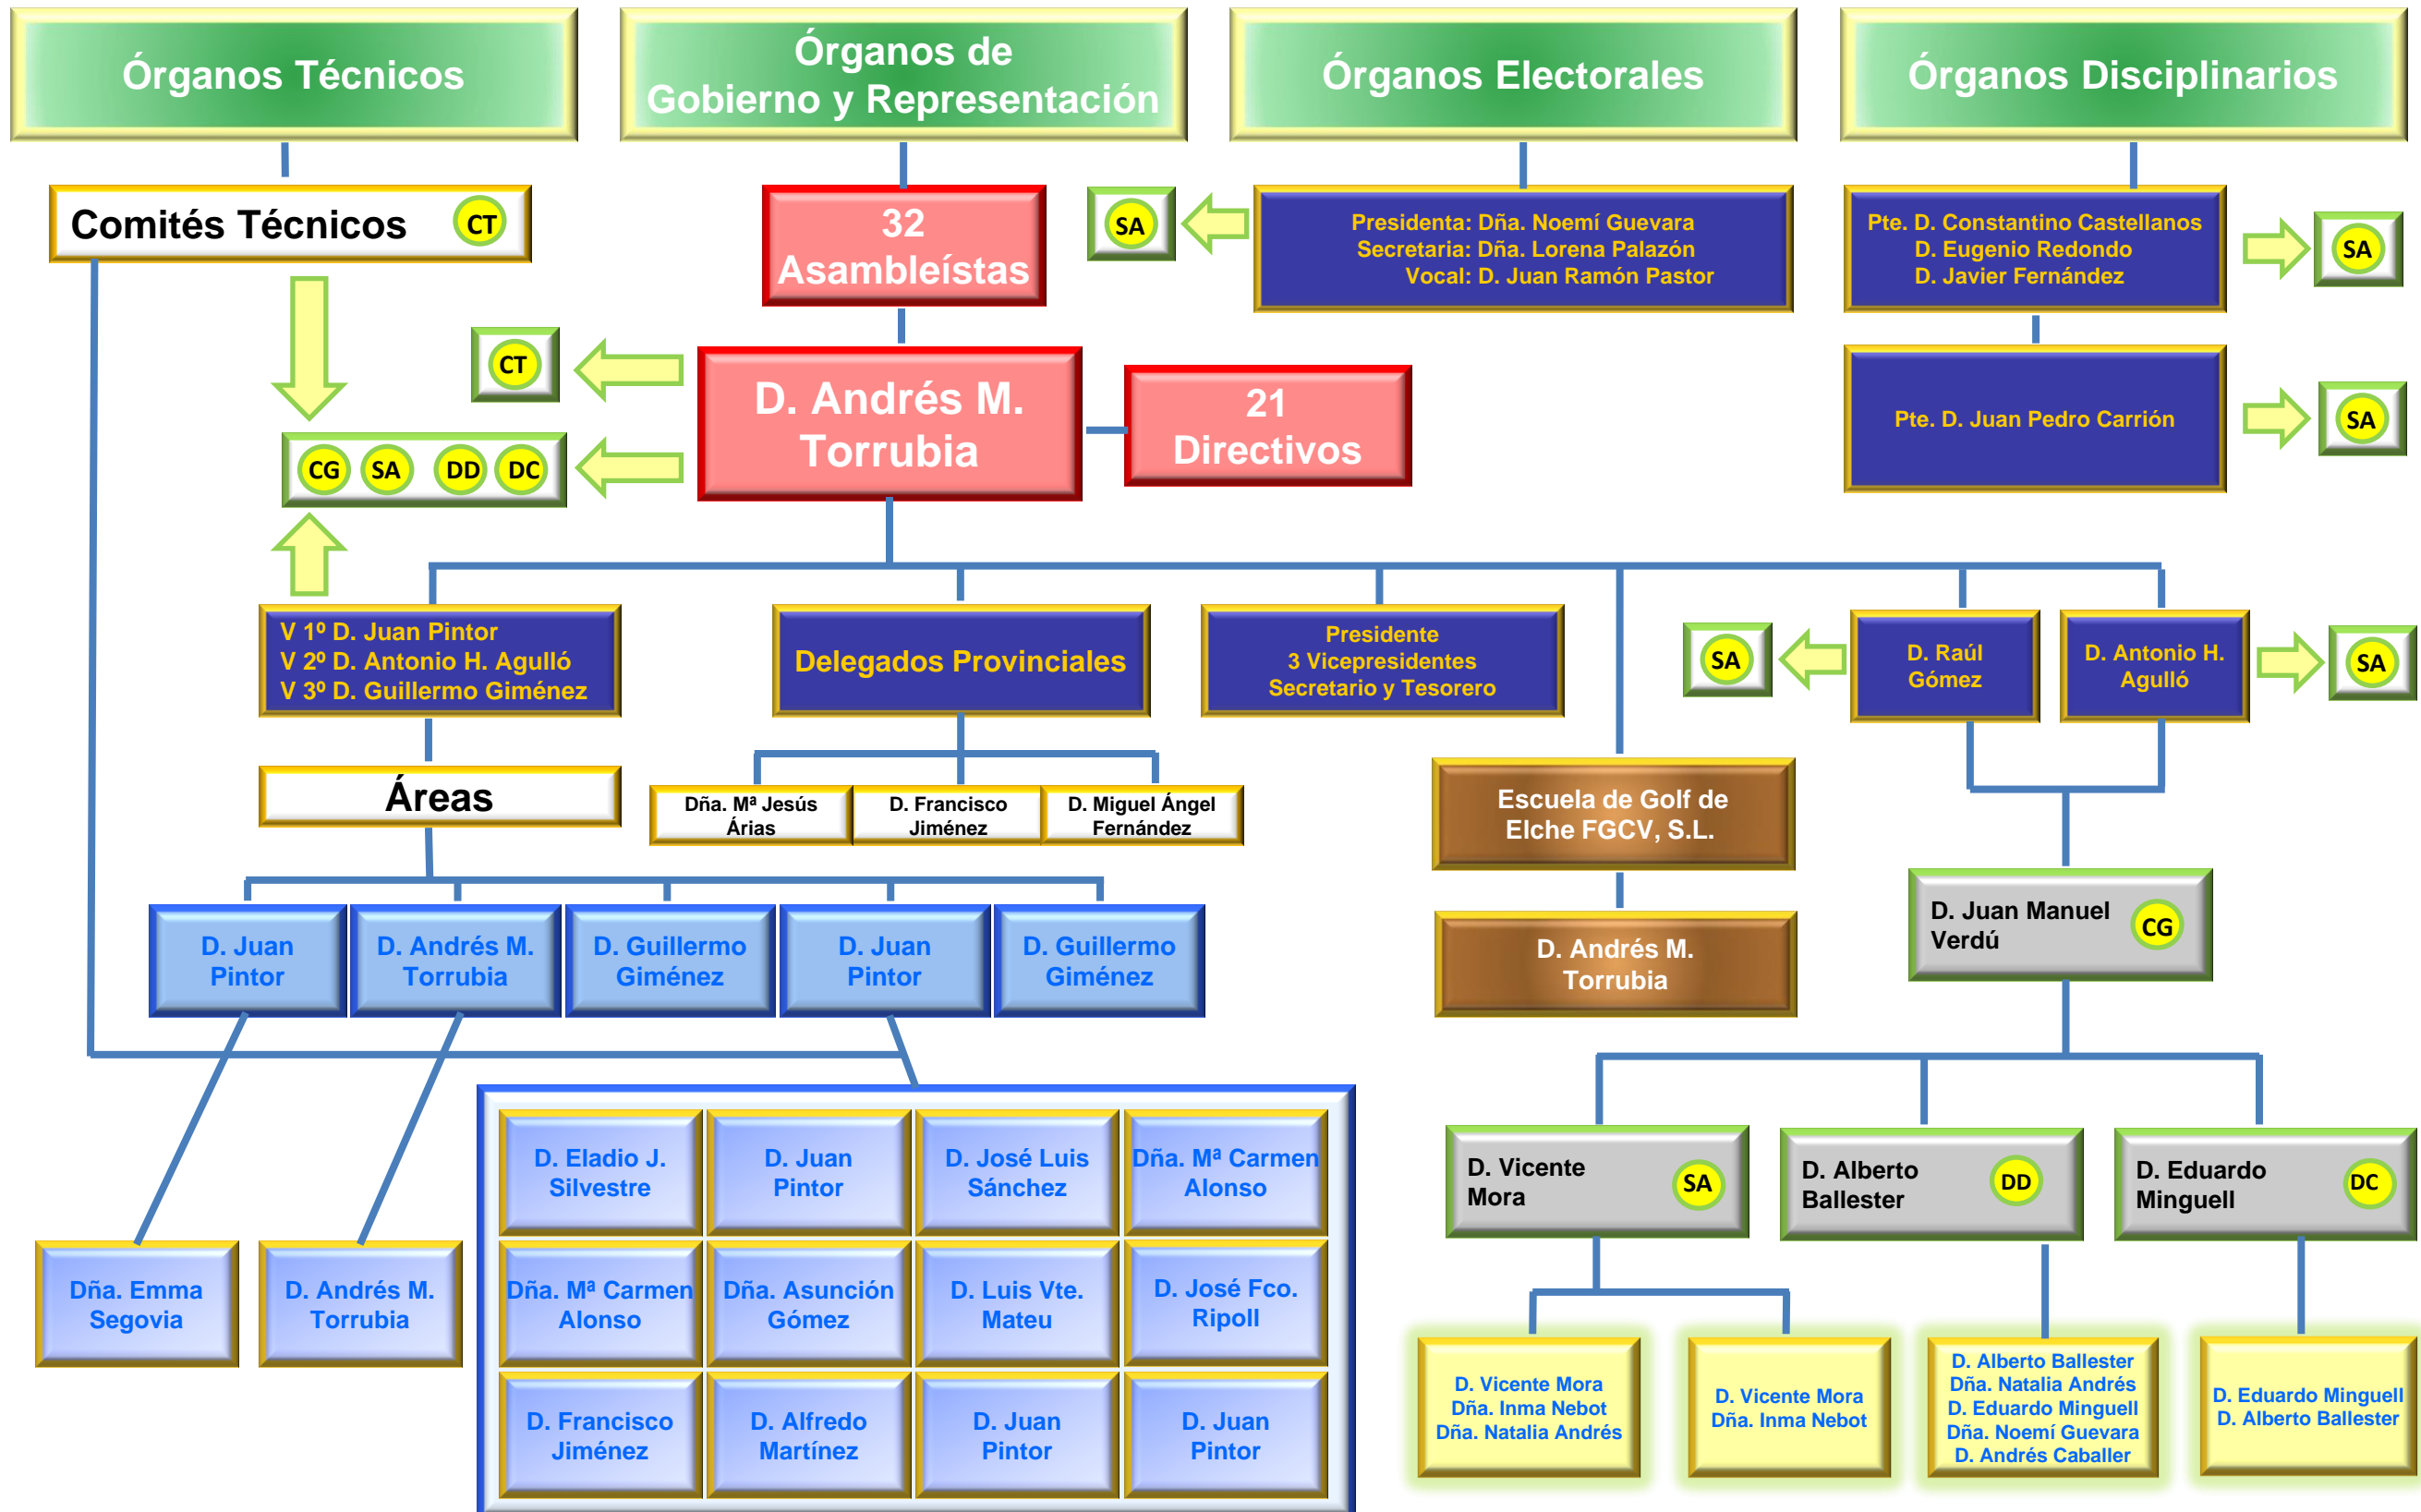 Órganos Técnicos
Órganos de
Gobierno y Representación
Órganos Electorales
Órganos Disciplinarios
Comités Técnicos
CT
32
Asambleístas
SA
Presidenta: Dña. Noemí Guevara
Secretaria: Dña. Lorena Palazón
Vocal: D. Juan Ramón Pastor
Pte. D. Constantino Castellanos
D. Eugenio Redondo
D. Javier Fernández
SA
CT
D. Andrés M.
Torrubia
21
Directivos
Pte. D. Juan Pedro Carrión
SA
CG SA DD DC
V 1º D. Juan Pintor
V 2º D. Antonio H. Agulló
V 3º D. Guillermo Giménez
Delegados Provinciales
Presidente
3 Vicepresidentes
Secretario y Tesorero
SA
D. Raúl
Gómez
D. Antonio H.
Agulló
SA
Áreas
Dña. Mª Jesús
Árias
D. Francisco
Jiménez
D. Miguel Ángel
Fernández
Escuela de Golf de
Elche FGCV, S.L.
D. Juan
Pintor
D. Andrés M.
Torrubia
D. Guillermo
Giménez
D. Juan
Pintor
D. Guillermo
Giménez
D. Andrés M.
Torrubia
D. Juan Manuel
Verdú
CG
D. Eladio J.
Silvestre
D. Juan
Pintor
D. José Luis
Sánchez
Dña. Mª Carmen
Alonso
D. Vicente
Mora
SA
D. Alberto
Ballester
DD
D. Eduardo
Minguell
DC
Dña. Emma
Segovia
D. Andrés M.
Torrubia
Dña. Mª Carmen
Alonso
Dña. Asunción
Gómez
D. Luis Vte.
Mateu
D. José Fco.
Ripoll
D. Francisco
Jiménez
D. Alfredo
Martínez
D. Juan
Pintor
D. Juan
Pintor
D. Vicente Mora
Dña. Inma Nebot
Dña. Natalia Andrés
D. Vicente Mora
Dña. Inma Nebot
D. Alberto Ballester
Dña. Natalia Andrés
D. Eduardo Minguell
Dña. Noemí Guevara
D. Andrés Caballer
D. Eduardo Minguell
D. Alberto Ballester